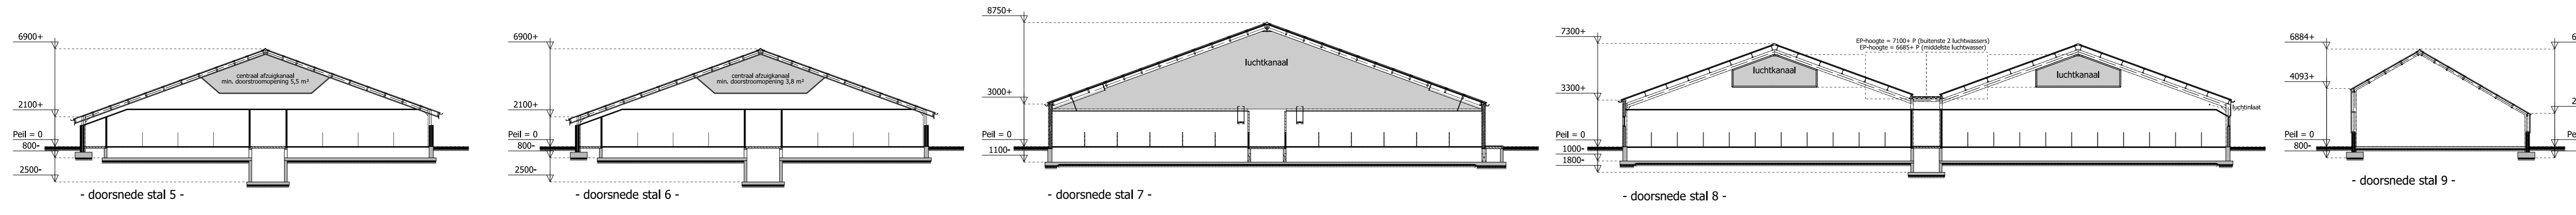 6900+
centraal afzuigkanaal
min. doorstroomopening 5,5 m²
2100+
Peil = 0
800-
2500-
- doorsnede stal 5 -
6900+
centraal afzuigkanaal
min. doorstroomopening 3,8 m²
2100+
Peil = 0
800-
2500-
- doorsnede stal 6 -
8750+
luchtkanaal
3000+
Peil = 0
1100-
- doorsnede stal 7 -
7300+
EP-hoogte = 7100+ P (buitenste 2 luchtwassers)
EP-hoogte = 6685+ P (middelste luchtwasser)
luchtkanaal
luchtkanaal
3300+
luchtinlaat
Peil = 0
1000-
1800-
- doorsnede stal 8 -
6884+
4093+
Peil = 0
800-
- doorsnede stal 9 -
6
2
Pe